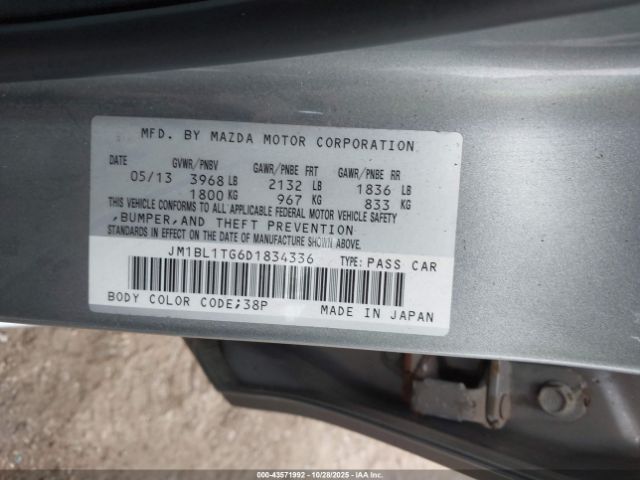 MFD. BY MAZDA MOTOR CORPORATION
DATE GVWR/PNBV GAWR/PNBE FRT GAWR/PNBE RR
05/13 3968 LB 2132 LB 1836 LB
1800 KG 967 KG 833 KG
THIS VEHICLE CONFORMS TO ALL APPLICABLE FEDERAL MOTOR VEHICLE SAFETY
,BUMPER,AND THEFT PREVENTION
STANDARDS IN EFFECT ON THE DATE OF MANUFACTURE SHOWN ABOVE.
JM1BL1TG6D1834336 TYPE: PASS CAR
BODY COLOR CODE;38P MADE IN JAPAN
000-43571992 - 10/28/2025 - IAAI Copart